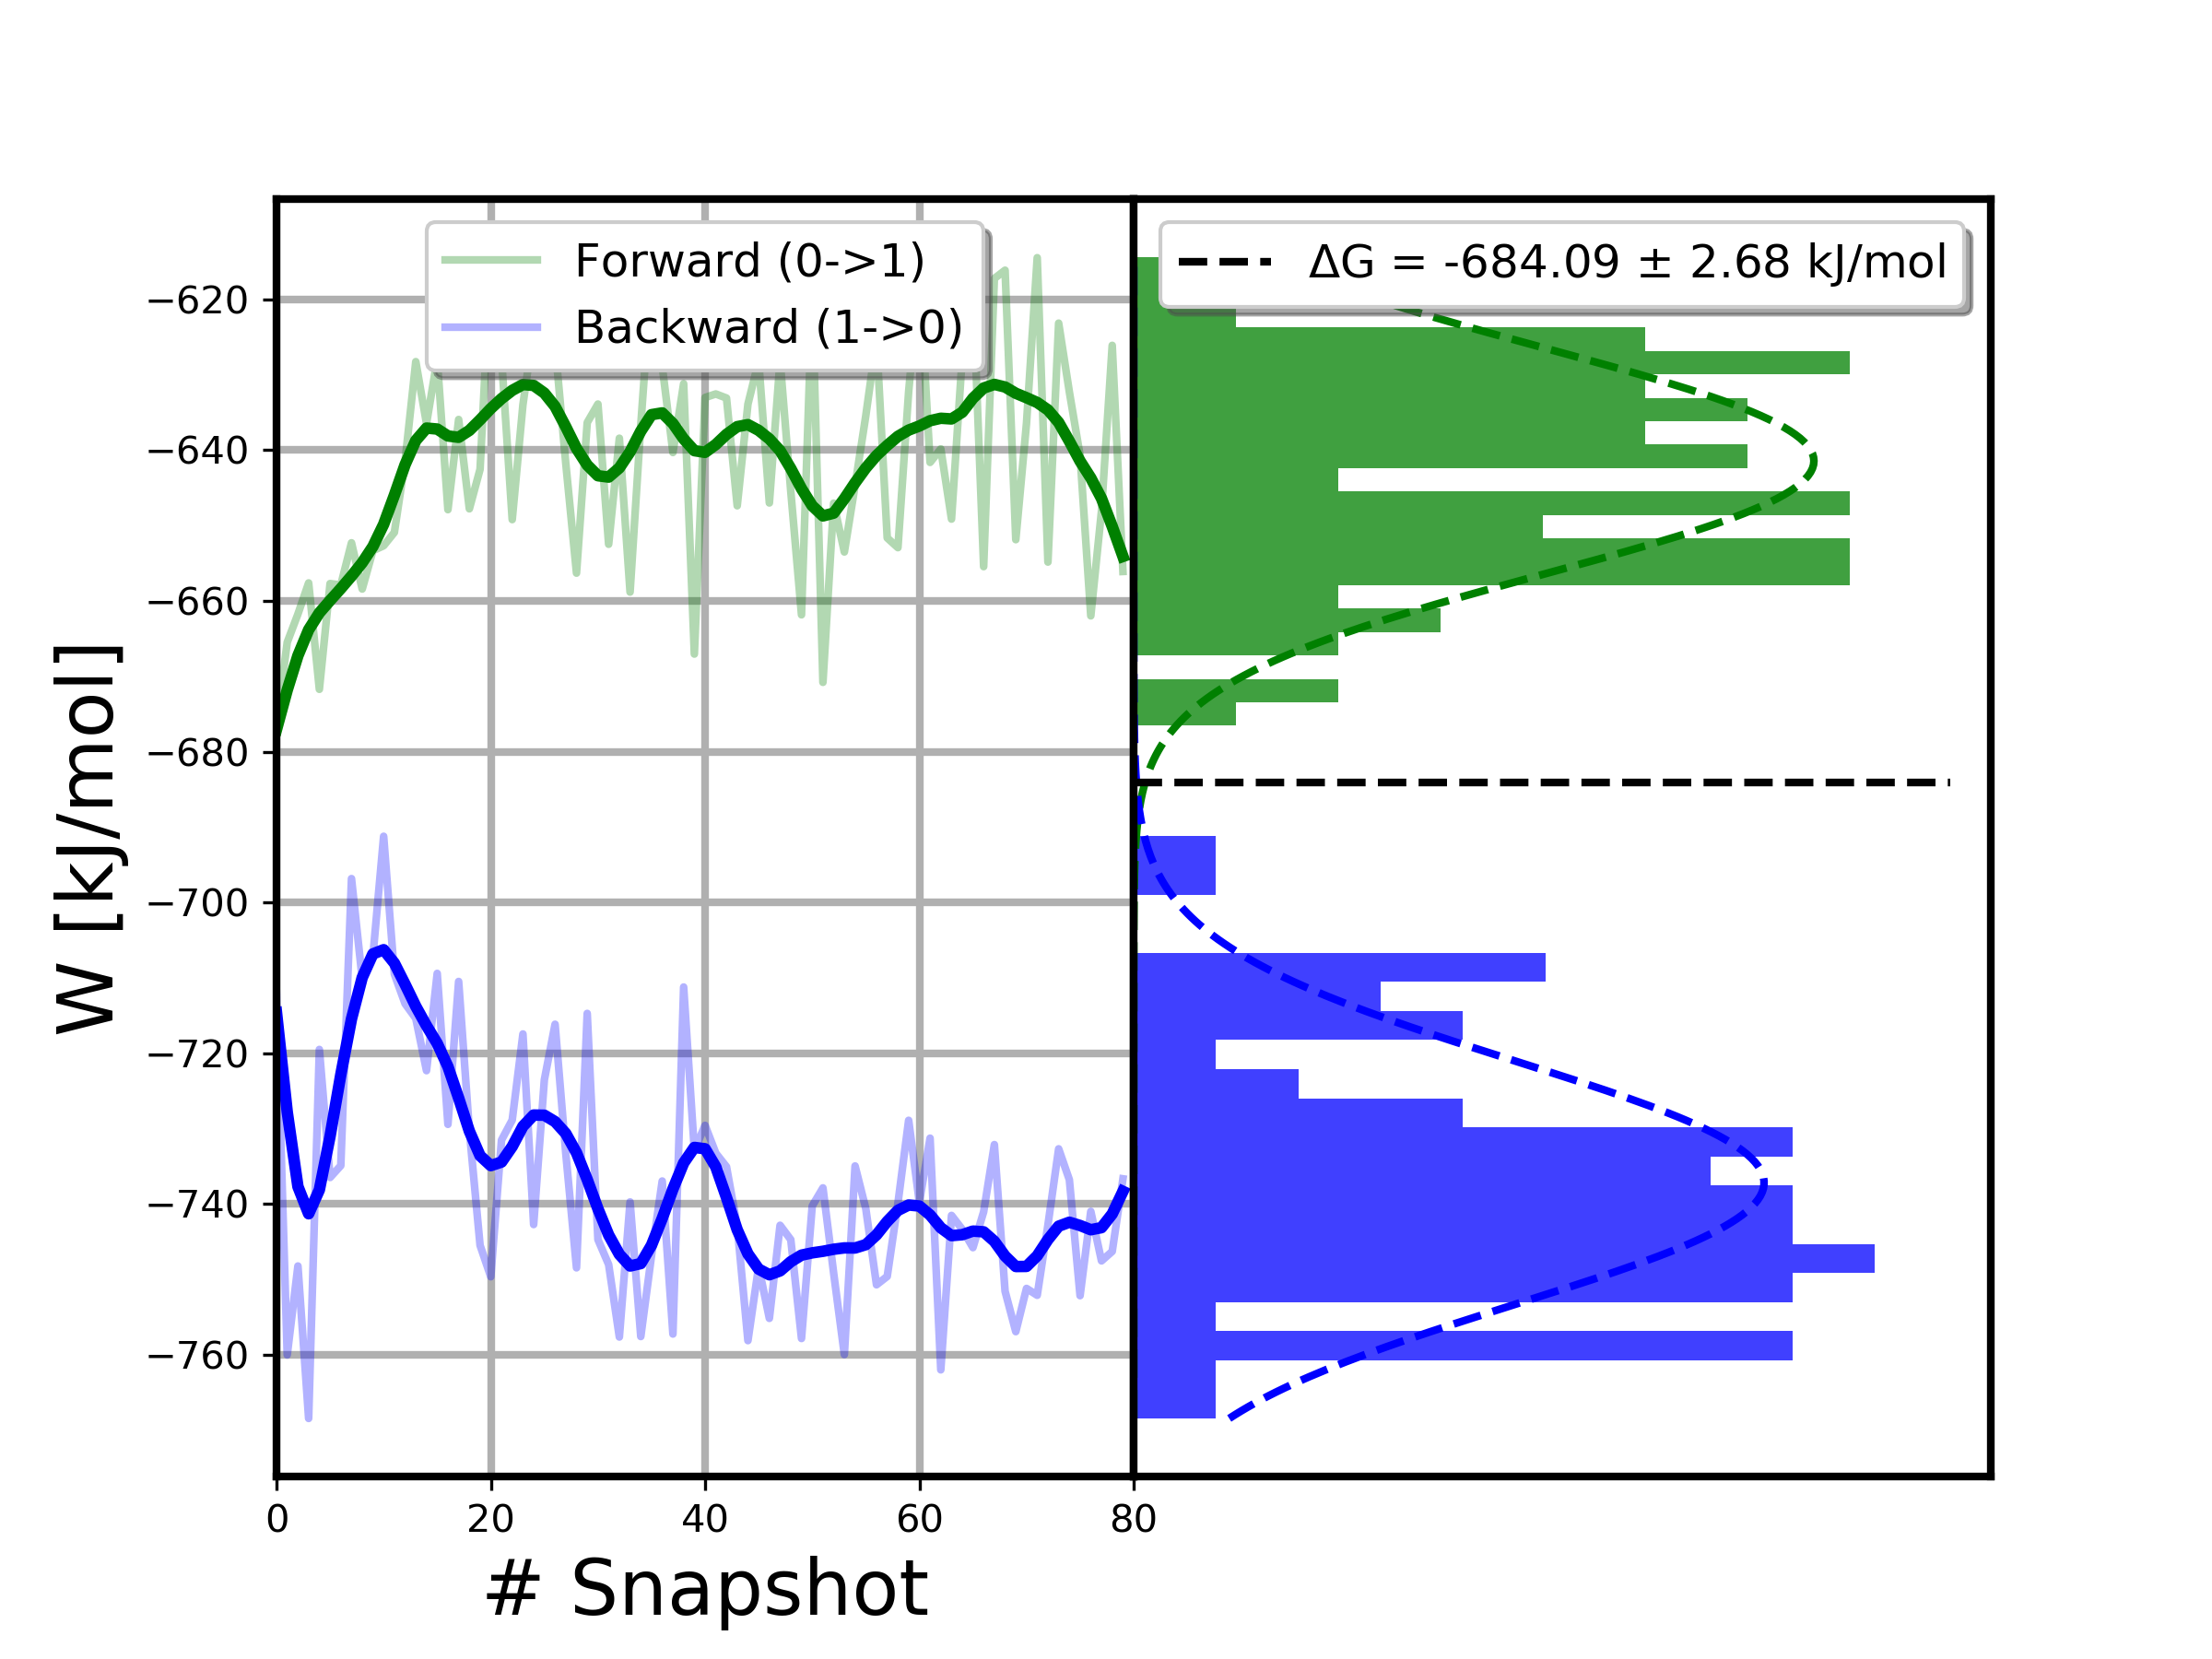 Forward (0->1)
Backward (1->0)
ΔG = -684.09 ± 2.68 kJ/mol
W [kJ/mol]
−620
−640
−660
−680
−700
−720
−740
−760
0 20 40 60 80
# Snapshot